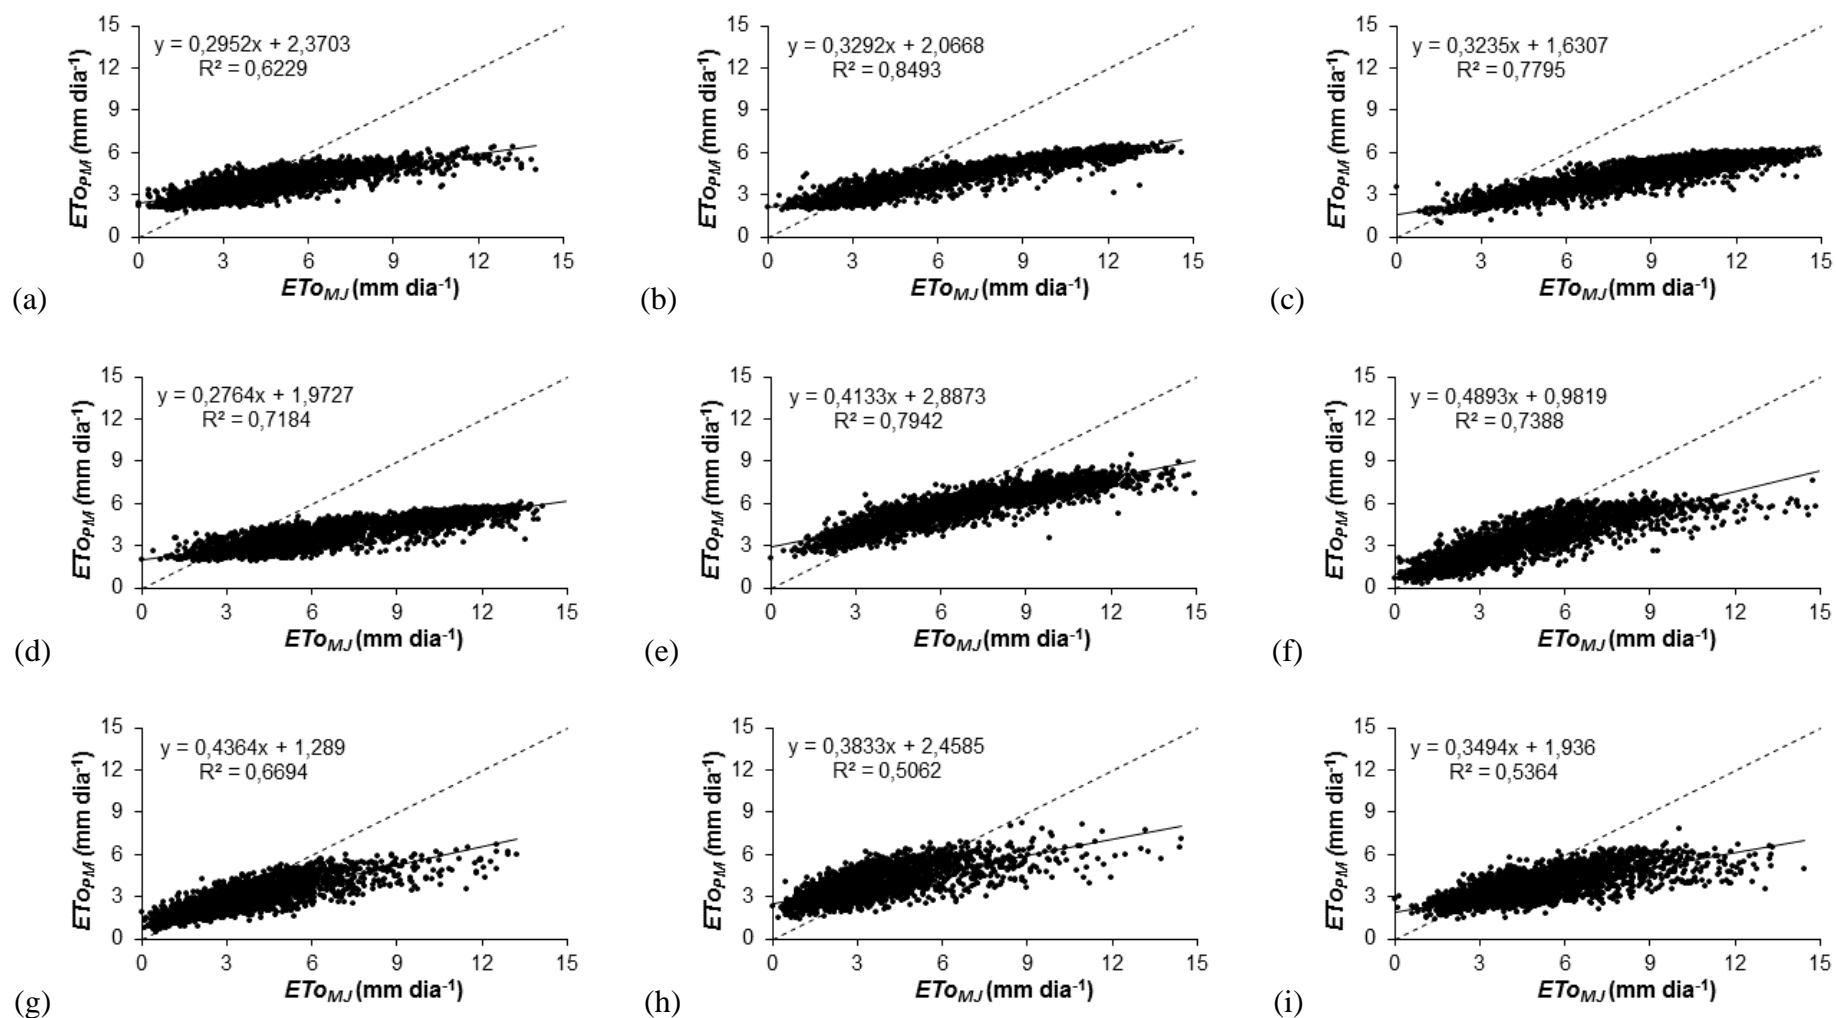 y = 0,2952x + 2,3703
R² = 0,6229
15
12
9
6
3
0
ETo_PM (mm dia⁻¹)
0 3 6 9 12 15
ETo_MJ (mm dia⁻¹)
(a)
y = 0,3292x + 2,0668
R² = 0,8493
15
12
9
6
3
0
ETo_PM (mm dia⁻¹)
0 3 6 9 12 15
ETo_MJ (mm dia⁻¹)
(b)
y = 0,3235x + 1,6307
R² = 0,7795
15
12
9
6
3
0
ETo_PM (mm dia⁻¹)
0 3 6 9 12 15
ETo_MJ (mm dia⁻¹)
(c)
y = 0,2764x + 1,9727
R² = 0,7184
15
12
9
6
3
0
ETo_PM (mm dia⁻¹)
0 3 6 9 12 15
ETo_MJ (mm dia⁻¹)
(d)
y = 0,4133x + 2,8873
R² = 0,7942
15
12
9
6
3
0
ETo_PM (mm dia⁻¹)
0 3 6 9 12 15
ETo_MJ (mm dia⁻¹)
(e)
y = 0,4893x + 0,9819
R² = 0,7388
15
12
9
6
3
0
ETo_PM (mm dia⁻¹)
0 3 6 9 12 15
ETo_MJ (mm dia⁻¹)
(f)
y = 0,4364x + 1,289
R² = 0,6694
15
12
9
6
3
0
ETo_PM (mm dia⁻¹)
0 3 6 9 12 15
ETo_MJ (mm dia⁻¹)
(g)
y = 0,3833x + 2,4585
R² = 0,5062
15
12
9
6
3
0
ETo_PM (mm dia⁻¹)
0 3 6 9 12 15
ETo_MJ (mm dia⁻¹)
(h)
y = 0,3494x + 1,936
R² = 0,5364
15
12
9
6
3
0
ETo_PM (mm dia⁻¹)
0 3 6 9 12 15
ETo_MJ (mm dia⁻¹)
(i)